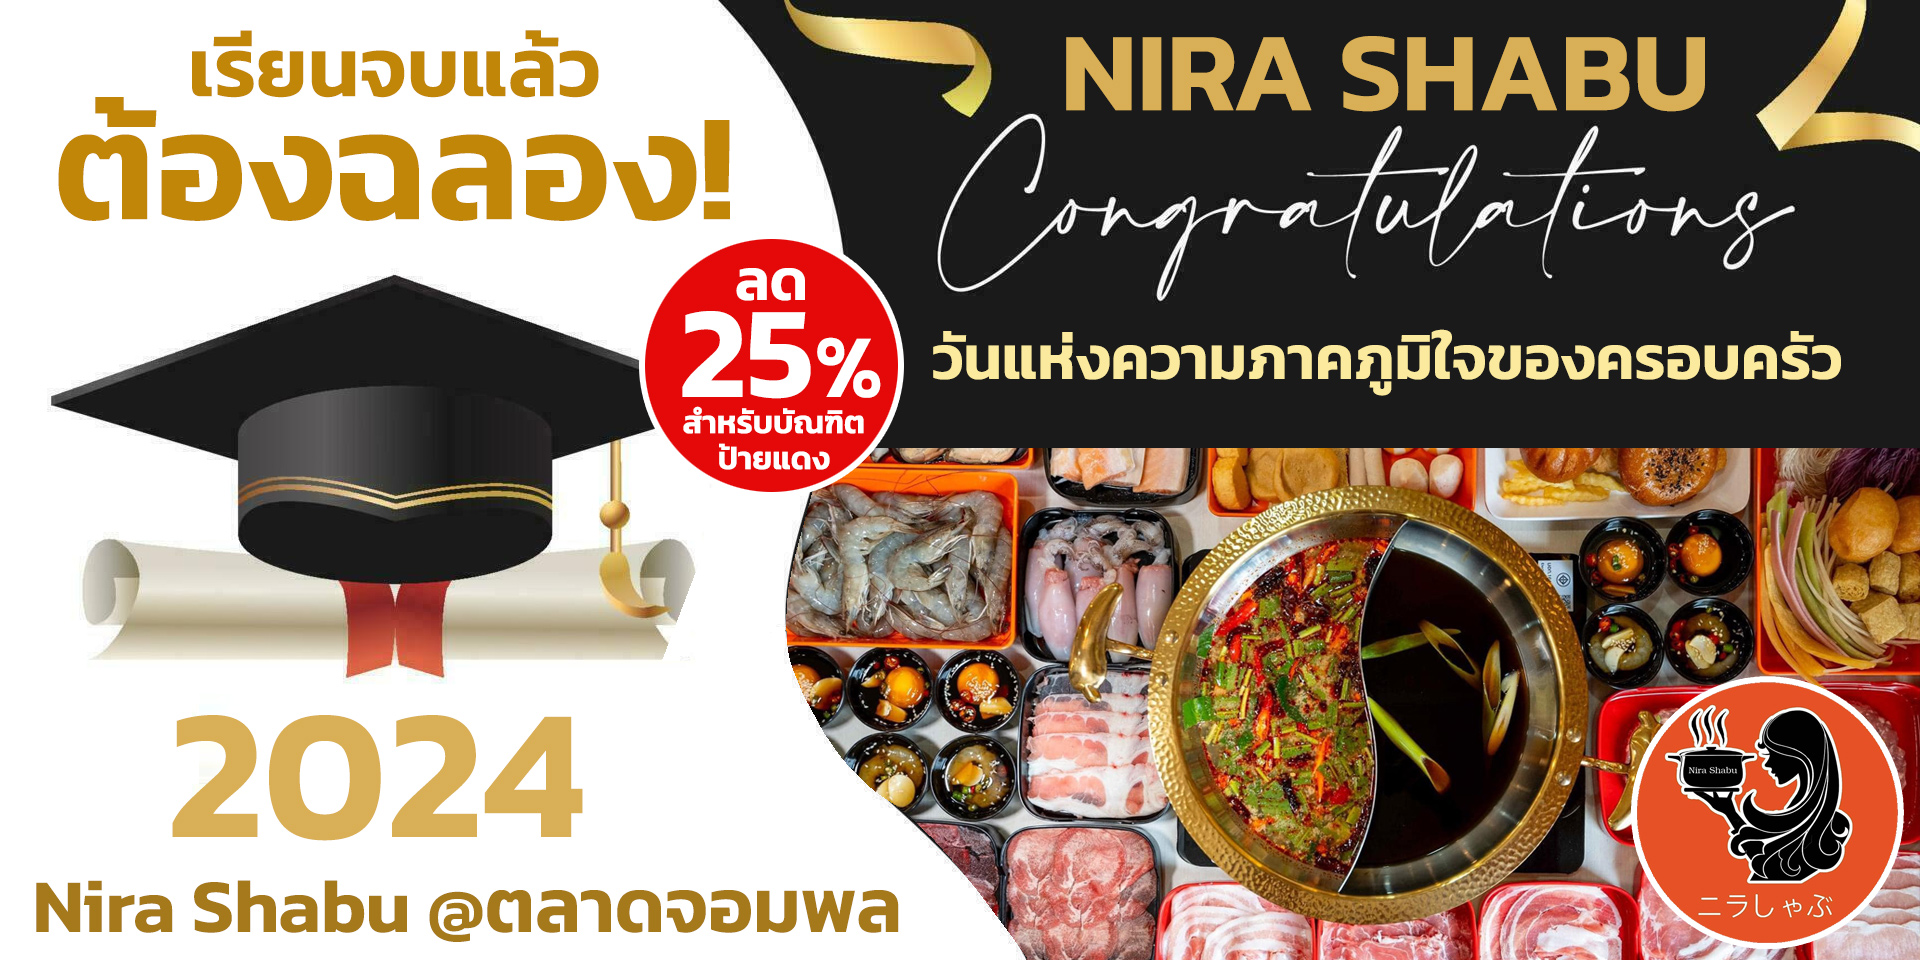 เรียนจบแล้ว
ต้องฉลอง!
ลด
25%
สำหรับบัณฑิต
ป้ายแดง
2024
Nira Shabu @ตลาดจอมพล
NIRA SHABU
Congratulations
วันแห่งความภาคภูมิใจของครอบครัว
Nira Shabu
ニラしゃぶ